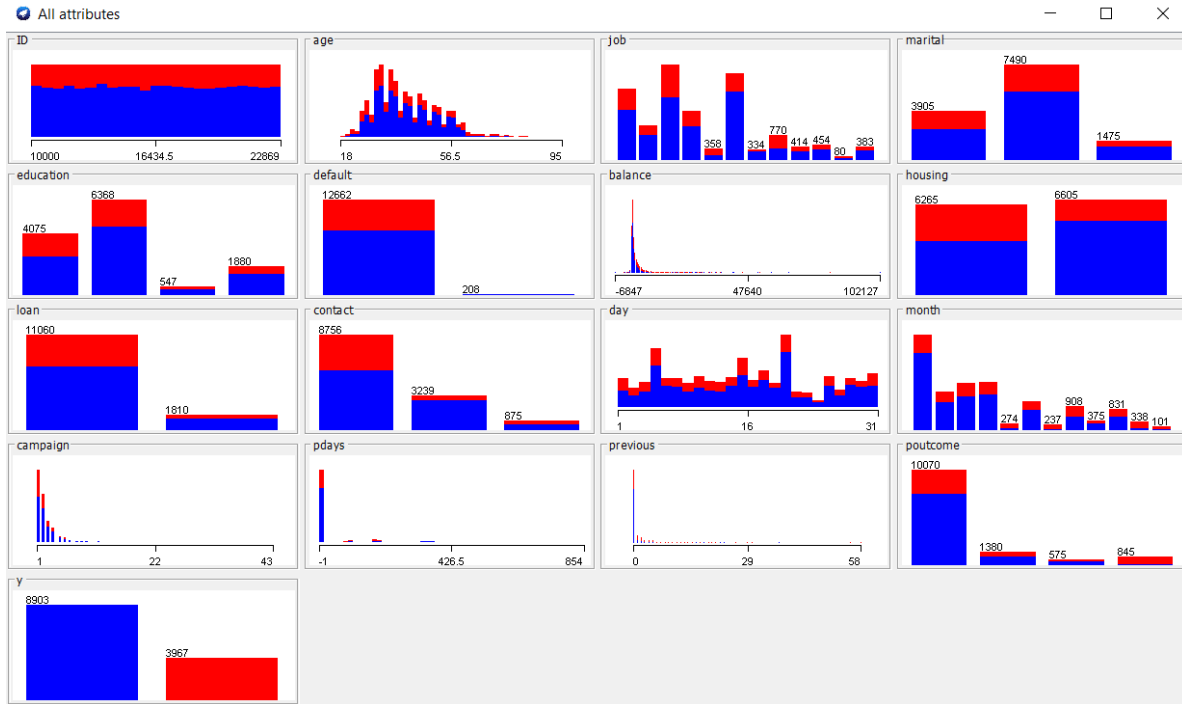 All attributes
ID
10000 16434.5 22869
age
18 56.5 95
job
358 334 770 414 454 80 383
marital
3905 7490 1475
education
4075 6368 547 1880
default
12662 208
balance
-6847 47640 102127
housing
6265 6605
loan
11060 1810
contact
8756 3239 875
day
1 16 31
month
274 237 908 375 831 338 101
campaign
1 22 43
pdays
-1 426.5 854
previous
0 29 58
poutcome
10070 1380 575 845
y
8903 3967